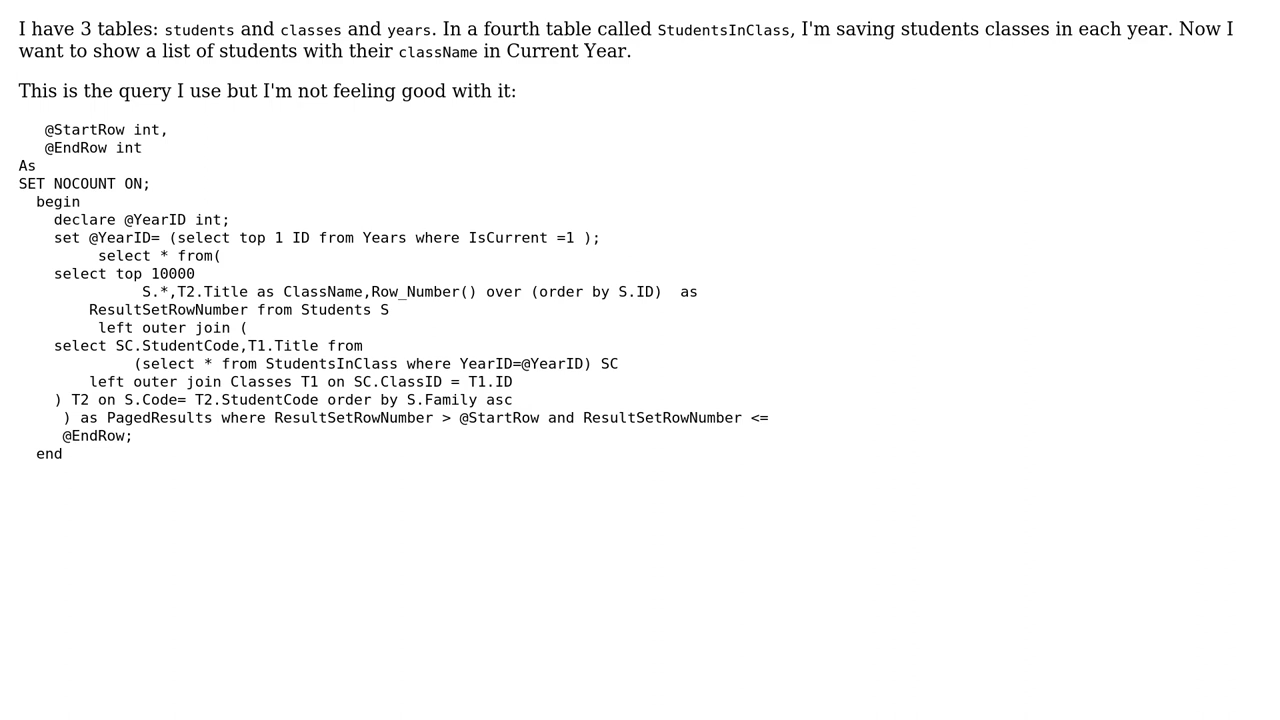 I have 3 tables: students and classes and years. In a fourth table called StudentsInClass, I'm saving students classes in each year. Now I
want to show a list of students with their className in Current Year.
This is the query I use but I'm not feeling good with it:
   @StartRow int,
   @EndRow int
As
SET NOCOUNT ON;
  begin
    declare @YearID int;
    set @YearID= (select top 1 ID from Years where IsCurrent =1 );
         select * from(
    select top 10000
              S.*,T2.Title as ClassName,Row_Number() over (order by S.ID)  as
        ResultSetRowNumber from Students S
         left outer join (
    select SC.StudentCode,T1.Title from
             (select * from StudentsInClass where YearID=@YearID) SC
        left outer join Classes T1 on SC.ClassID = T1.ID
    ) T2 on S.Code= T2.StudentCode order by S.Family asc
     ) as PagedResults where ResultSetRowNumber > @StartRow and ResultSetRowNumber <=
     @EndRow;
  end